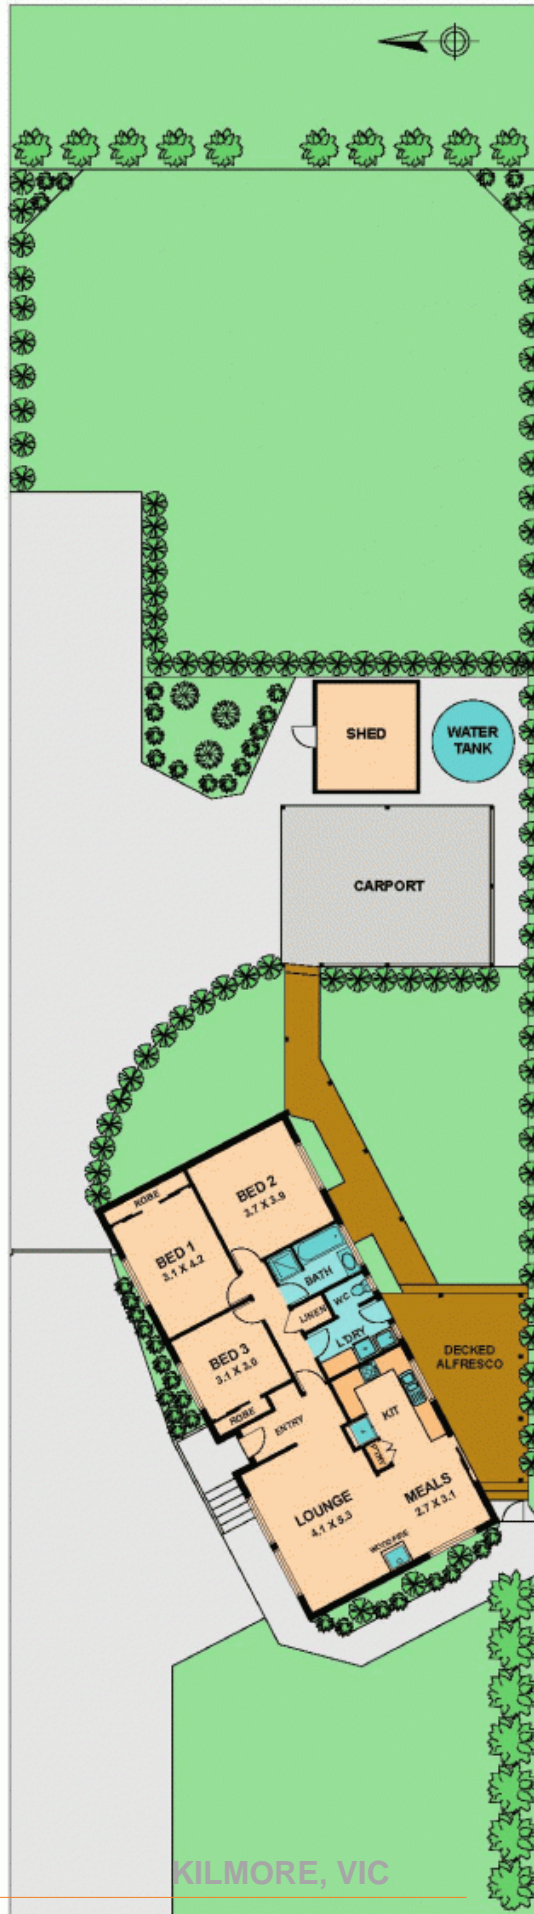 SHED
WATER
TANK
CARPORT
ROBE
BED 2
3.7 X 3.9
BED 1
3.1 X 4.2
BATH
WC
LINEN
L'DRY
BED 3
3.1 X 3.0
DECKED
ALFRESCO
ROBE
ENTRY
KIT
P'TRY
MEALS
2.7 X 3.1
LOUNGE
4.1 X 5.3
WOODFIRE
KILMORE, VIC